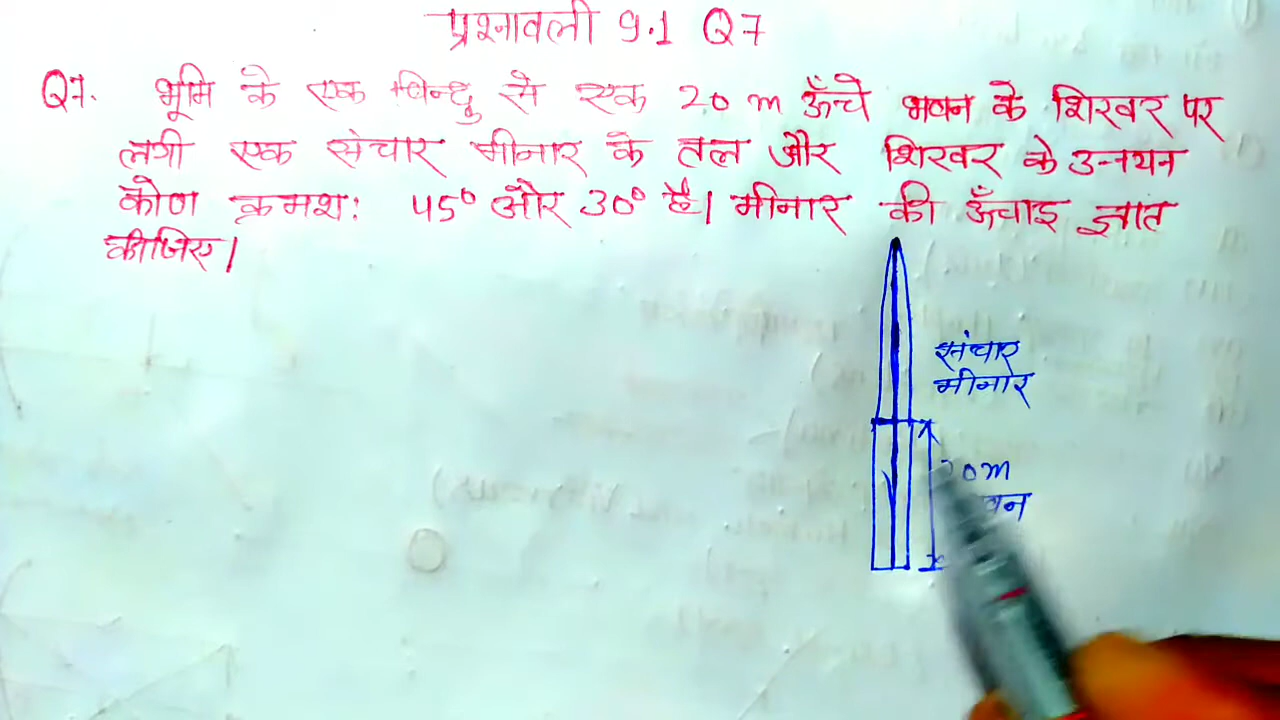 प्रश्नावली 9.1 Q7
Q7. भूमि के एक बिन्दु से एक 20 m ऊँचे भवन के शिखर पर
लगी एक संचार मीनार के तल और शिखर के उन्नयन
कोण क्रमशः 45° और 30° है। मीनार की ऊँचाइ ज्ञात
कीजिए।
संचार
मीनार
20m